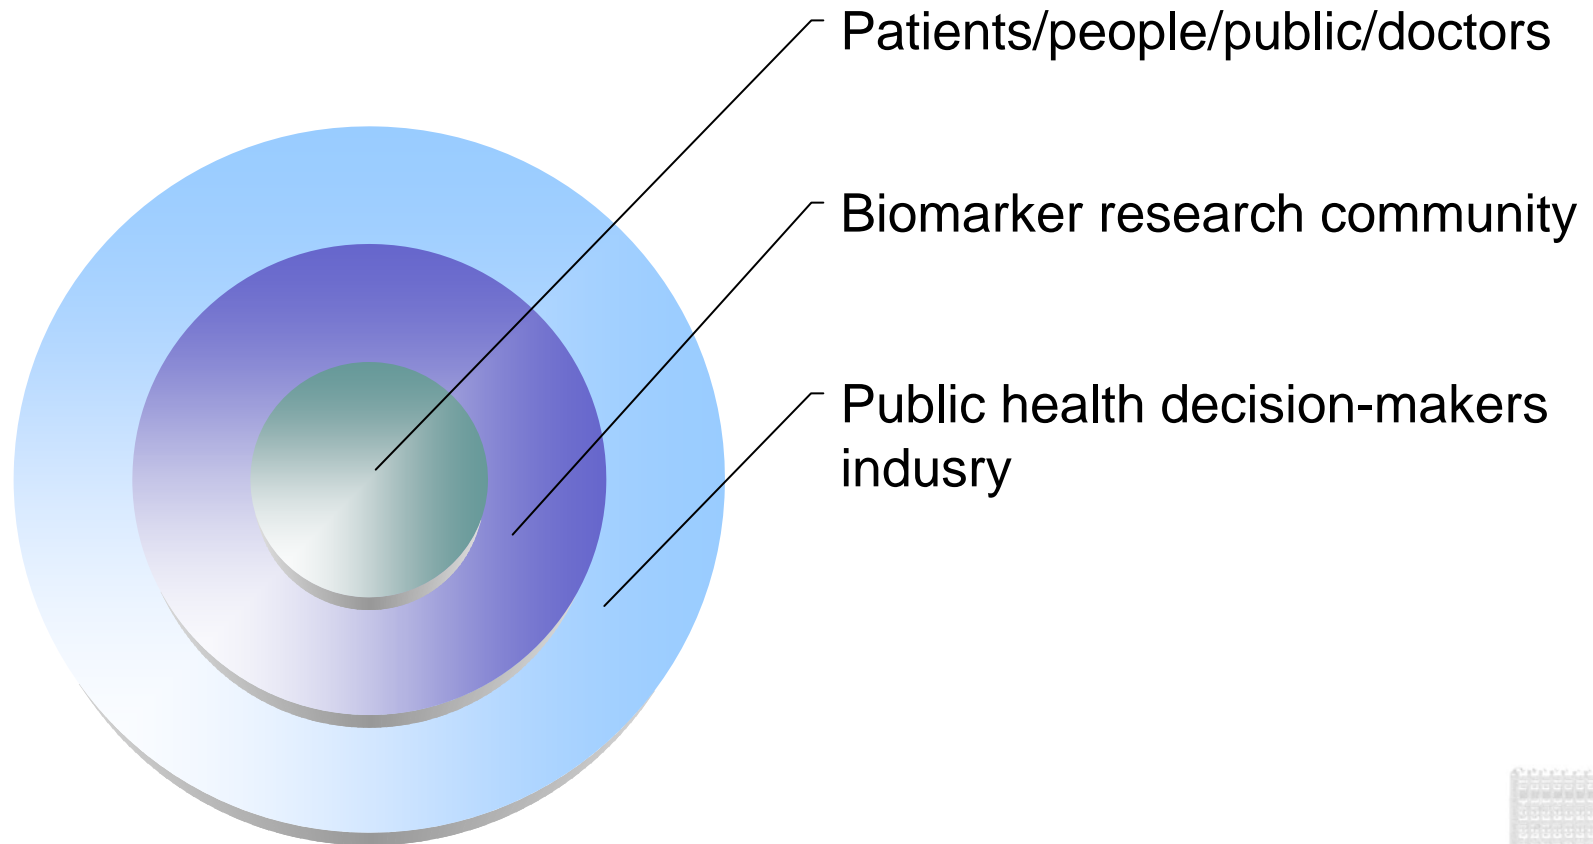 Patients/people/public/doctors
Biomarker research community
Public health decision-makers
indusry